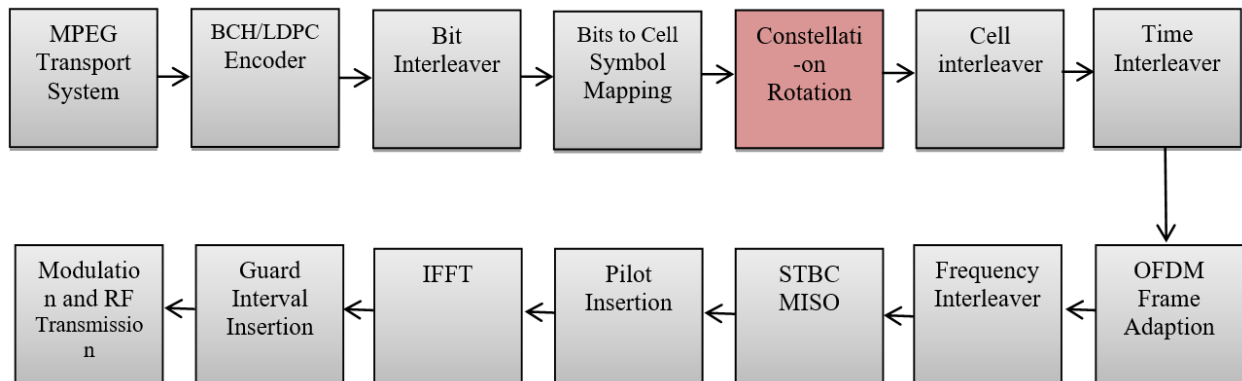 MPEG
Transport
System
BCH/LDPC
Encoder
Bit
Interleaver
Bits to Cell
Symbol
Mapping
Constellati
-on
Rotation
Cell
interleaver
Time
Interleaver
Modulatio
n and RF
Transmissio
n
Guard
Interval
Insertion
IFFT
Pilot
Insertion
STBC
MISO
Frequency
Interleaver
OFDM
Frame
Adaption